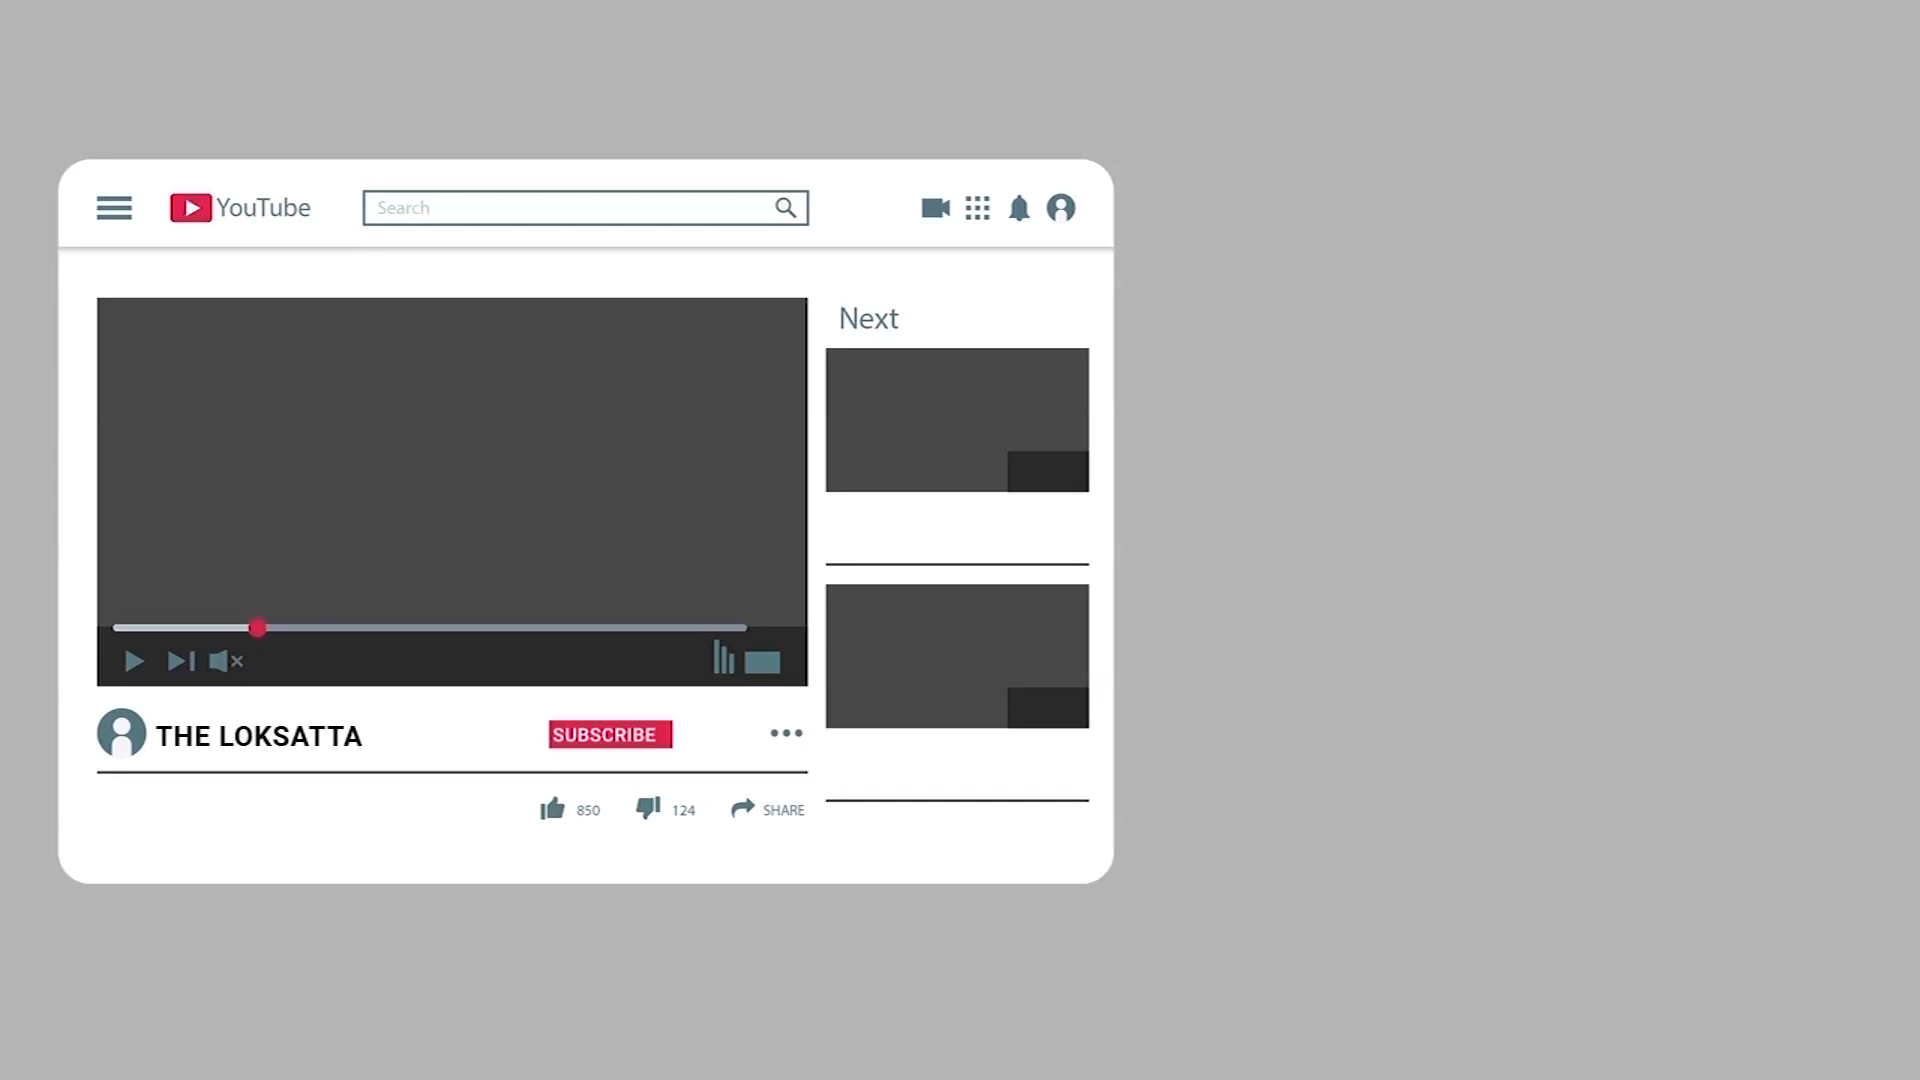 YouTube
Search
Next
THE LOKSATTA
SUBSCRIBE
850
124
SHARE